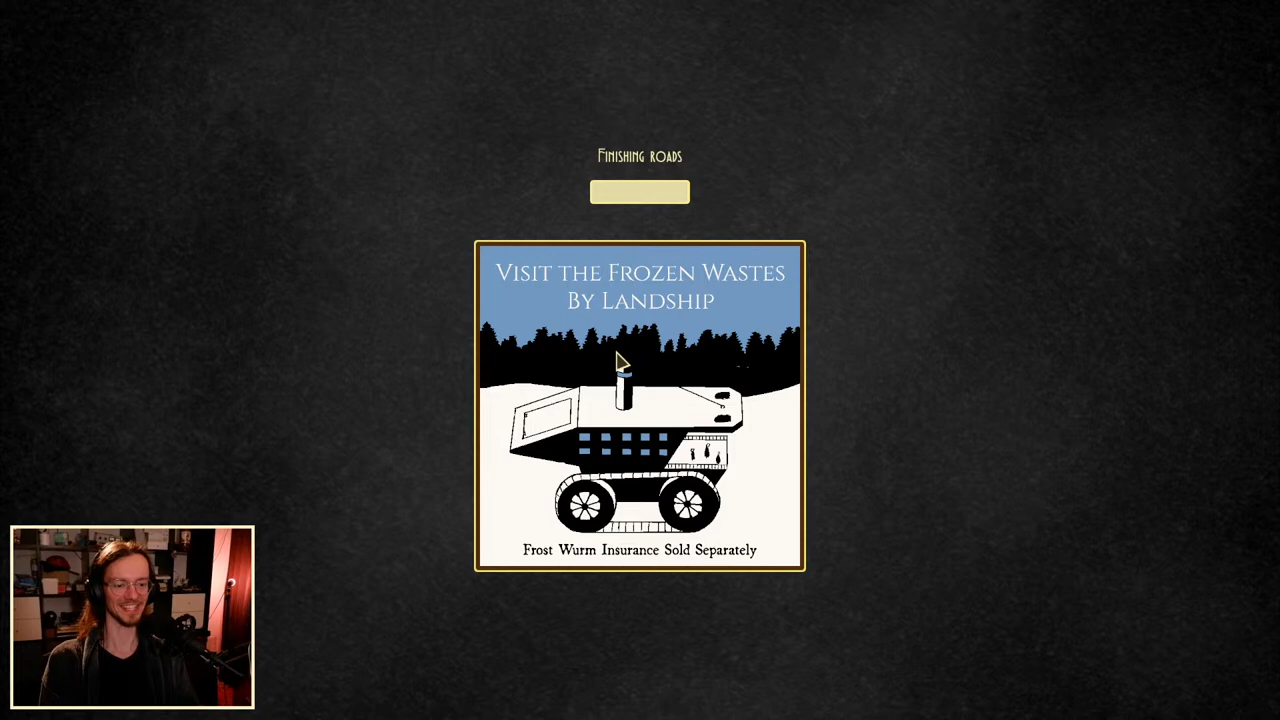 Finishing roads
Visit the Frozen Wastes
By Landship
Frost Wurm Insurance Sold Separately